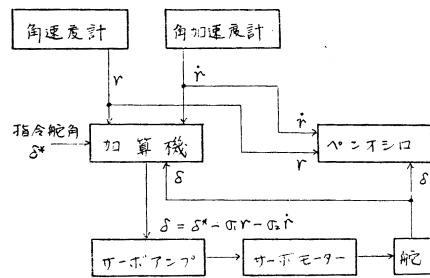 角速度計
角加速度計
r
ṙ
ṙ
指令舵角
δ*
加算機
ペンオシロ
r
δ
δ
δ = δ* - σ₁r - σ₂ṙ
サーボアンプ
サーボモーター
舵